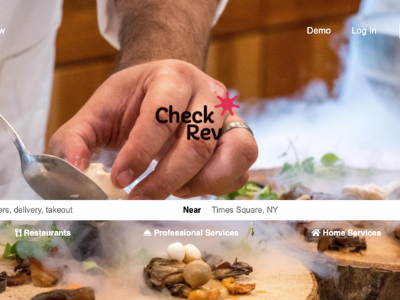 w
Demo Log In
Check
Rev
ers, delivery, takeout
Near Times Square, NY
Restaurants Professional Services Home Services